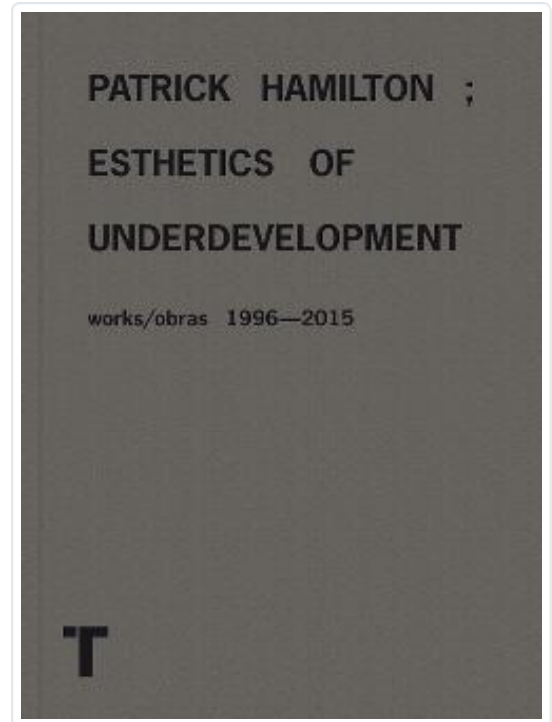 PATRICK HAMILTON ;
ESTHETICS OF
UNDERDEVELOPMENT
works/obras 1996—2015
T